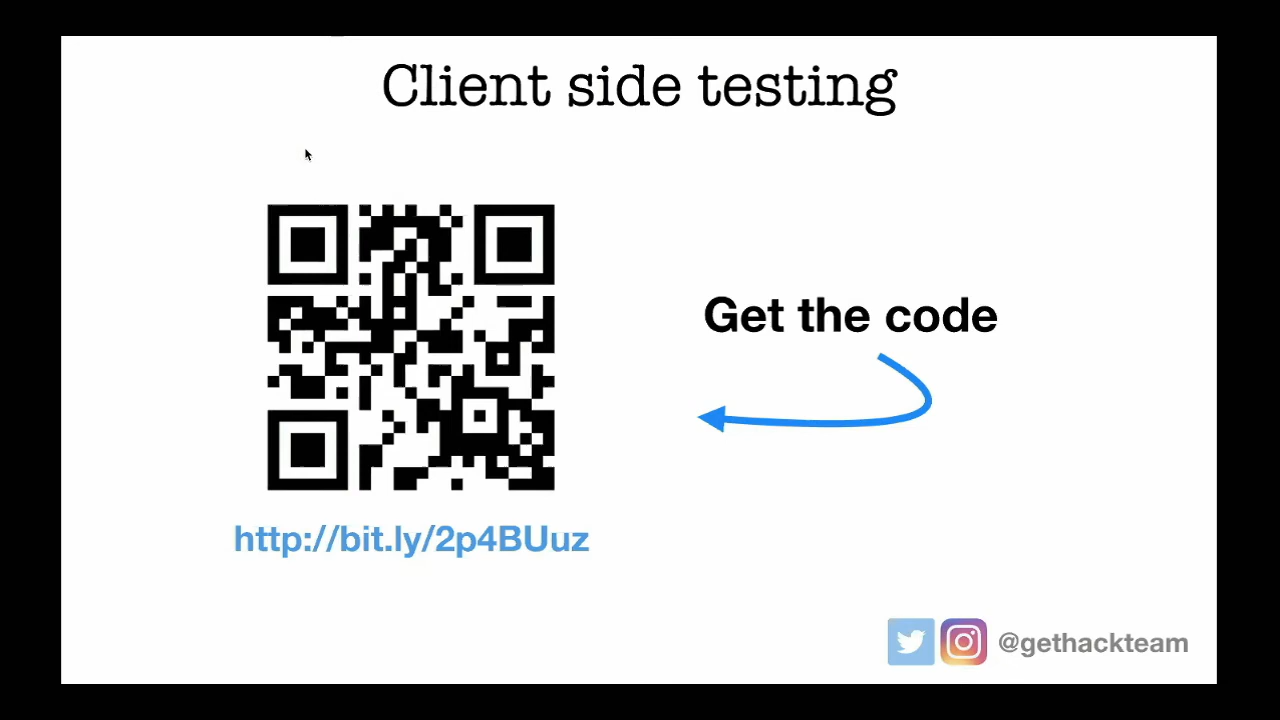 Client side testing
Get the code
http://bit.ly/2p4BUuz
@gethackteam